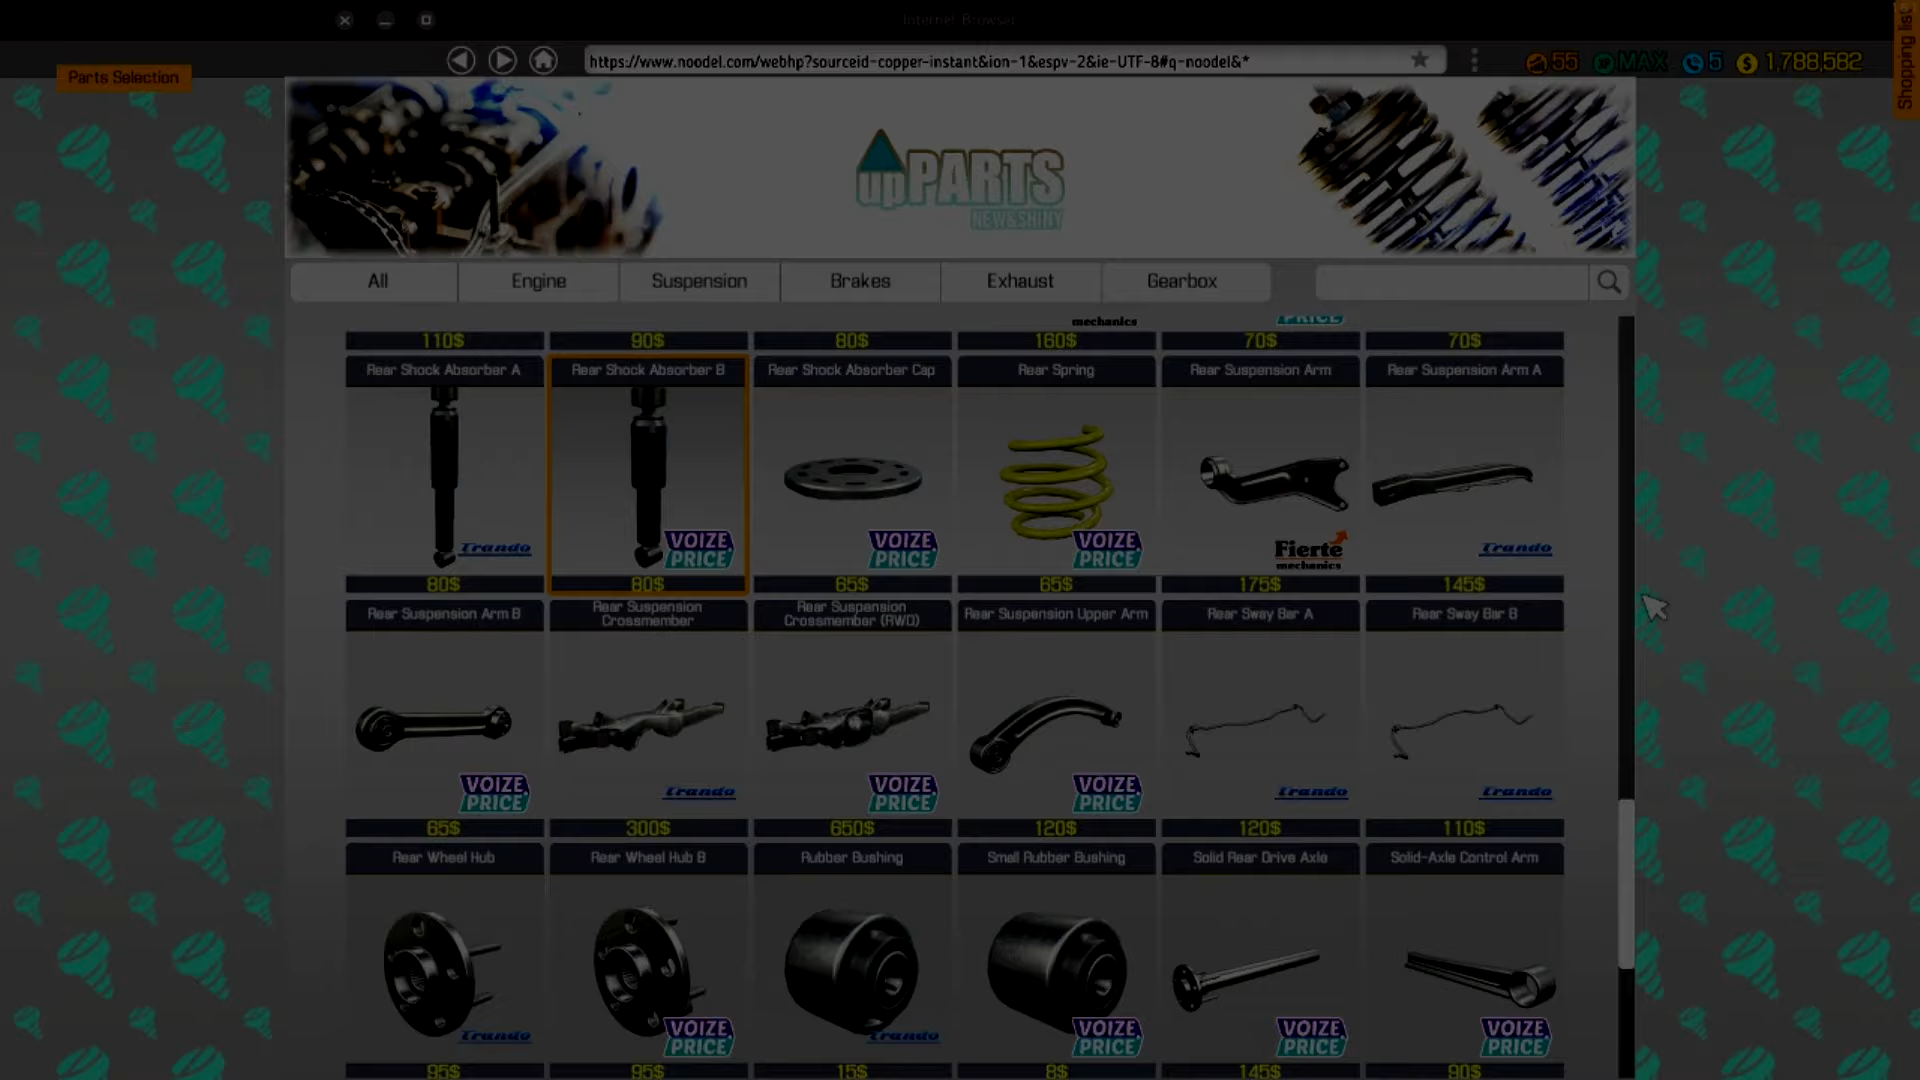 Internet Browser
https://www.noodel.com/webhp?sourceid-copper-instant&ion-1&espv-2&ie-UTF-8#q-noodel&*
55 MAX 5 1,788,582
Shopping list
Parts Selection
upPARTS
NEW&SHINY
All Engine Suspension Brakes Exhaust Gearbox
mechanics PRICE
110$ 90$ 80$ 160$ 70$ 70$
Rear Shock Absorber A Rear Shock Absorber B Rear Shock Absorber Cap Rear Spring Rear Suspension Arm Rear Suspension Arm A
Trando VOIZE PRICE VOIZE PRICE VOIZE PRICE Fierte mechanics Trando
80$ 80$ 65$ 65$ 175$ 145$
Rear Suspension Arm B Rear Suspension Crossmember Rear Suspension Crossmember (RWD) Rear Suspension Upper Arm Rear Sway Bar A Rear Sway Bar B
VOIZE PRICE Trando VOIZE PRICE VOIZE PRICE Trando Trando
65$ 300$ 650$ 120$ 120$ 110$
Rear Wheel Hub Rear Wheel Hub B Rubber Bushing Small Rubber Bushing Solid Rear Drive Axle Solid-Axle Control Arm
Trando VOIZE PRICE Trando VOIZE PRICE VOIZE PRICE VOIZE PRICE
95$ 95$ 15$ 8$ 145$ 90$